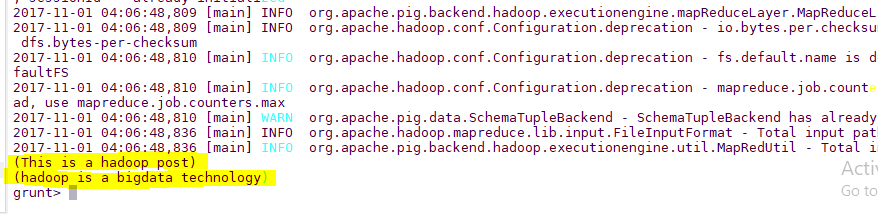 , sessionId= - already initialized
2017-11-01 04:06:48,809 [main] INFO  org.apache.pig.backend.hadoop.executionengine.mapReduceLayer.MapReduceL
2017-11-01 04:06:48,809 [main] INFO  org.apache.hadoop.conf.Configuration.deprecation - io.bytes.per.checksu
 dfs.bytes-per-checksum
2017-11-01 04:06:48,810 [main] INFO  org.apache.hadoop.conf.Configuration.deprecation - fs.default.name is d
faultFS
2017-11-01 04:06:48,810 [main] INFO  org.apache.hadoop.conf.Configuration.deprecation - mapreduce.job.counte
ad, use mapreduce.job.counters.max
2017-11-01 04:06:48,810 [main] WARN  org.apache.pig.data.SchemaTupleBackend - SchemaTupleBackend has already
2017-11-01 04:06:48,836 [main] INFO  org.apache.hadoop.mapreduce.lib.input.FileInputFormat - Total input pat
2017-11-01 04:06:48,836 [main] INFO  org.apache.pig.backend.hadoop.executionengine.util.MapRedUtil - Total i
(This is a hadoop post)
(hadoop is a bigdata technology)
grunt>
Activ
Go to